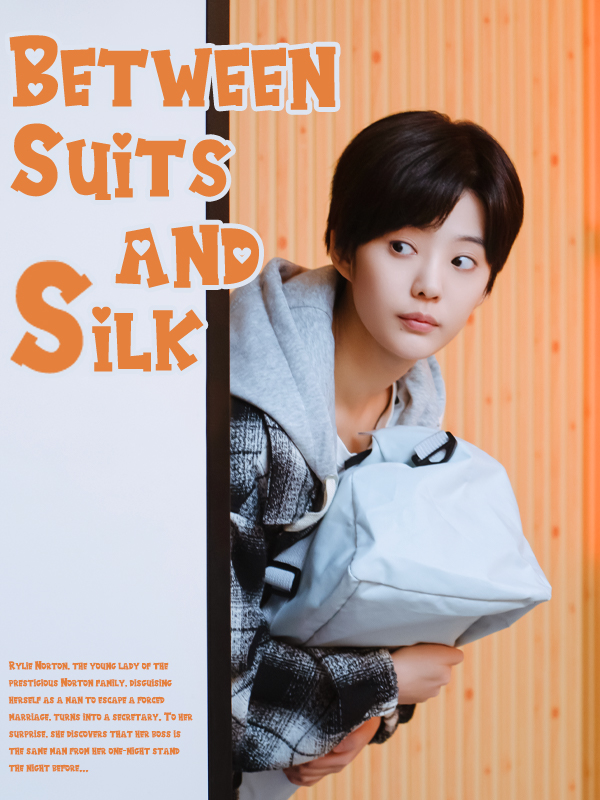 Between
Suits
and
Silk
Rylie Norton, the young lady of the
prestigious Norton family, disguising
herself as a man to escape a forced
marriage, turns into a secretary. To her
surprise, she discovers that her boss is
the same man from her one-night stand
the night before...